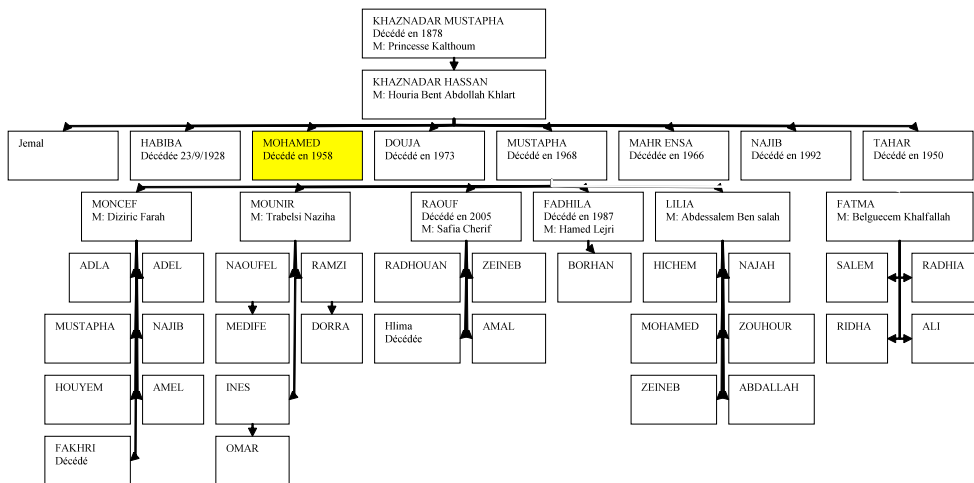 KHAZNADAR MUSTAPHA
Décédé en 1878
M: Princesse Kalthoum
KHAZNADAR HASSAN
M: Houria Bent Abdollah Khlart
Jemal
HABIBA
Décédée 23/9/1928
MOHAMED
Décédé en 1958
DOUJA
Décédé en 1973
MUSTAPHA
Décédé en 1968
MAHR ENSA
Décédée en 1966
NAJIB
Décédé en 1992
TAHAR
Décédé en 1950
MONCEF
M: Diziric Farah
MOUNIR
M: Trabelsi Naziha
RAOUF
Décédé en 2005
M: Safia Cherif
FADHILA
Décédé en 1987
M: Hamed Lejri
LILIA
M: Abdessalem Ben salah
FATMA
M: Belguecem Khalfallah
ADLA
ADEL
NAOUFEL
RAMZI
RADHOUAN
ZEINEB
BORHAN
HICHEM
NAJAH
SALEM
RADHIA
MUSTAPHA
NAJIB
MEDIFE
DORRA
Hlima
Décédée
AMAL
MOHAMED
ZOUHOUR
RIDHA
ALI
HOUYEM
AMEL
INES
ZEINEB
ABDALLAH
FAKHRI
Décédé
OMAR